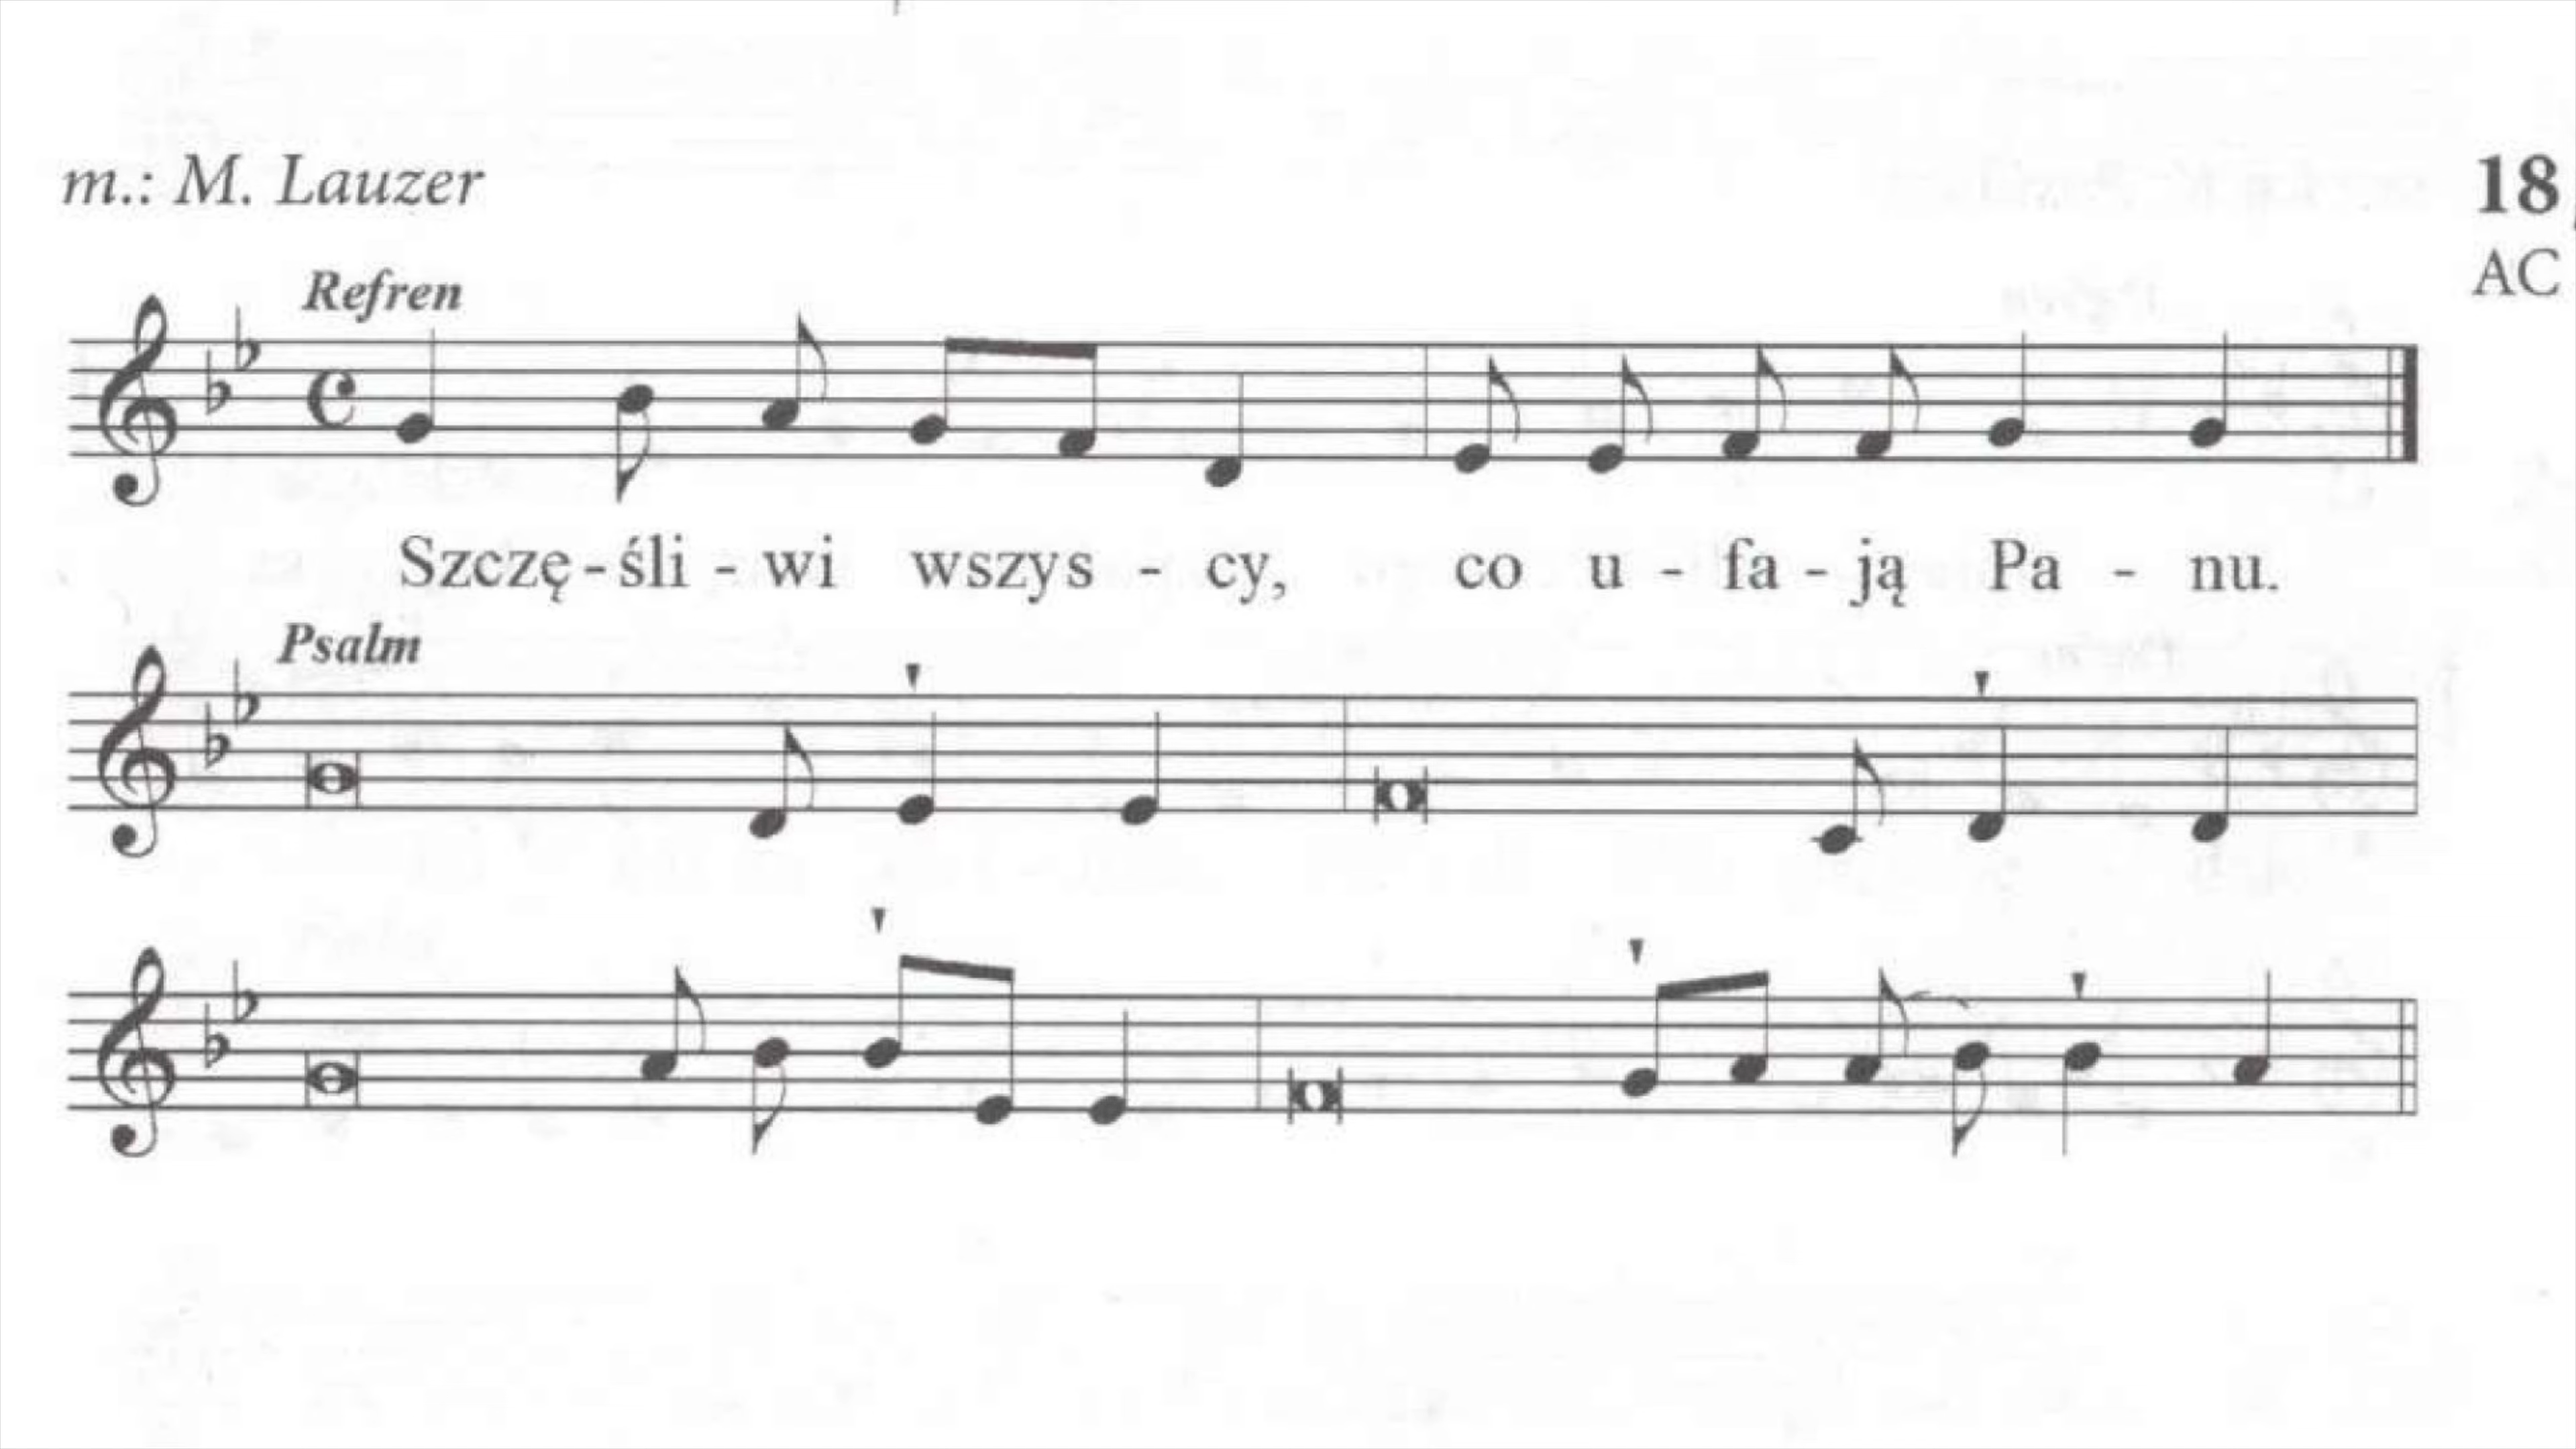 m.: M. Lauzer
18
AC
Refren
Szczę - śli - wi wszys - cy, co u - fa - ją Pa - nu.
Psalm